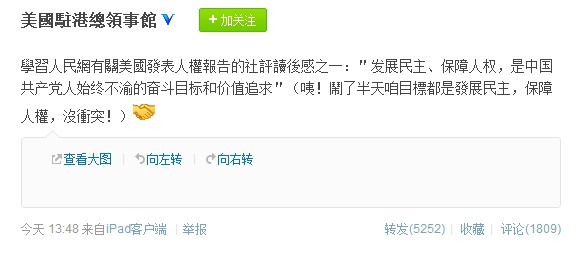 美國駐港總領事館 +加关注
學習人民網有關美國發表人權報告的社評讀後感之一："发展民主、保障人权，是中国
共产党人始终不渝的奋斗目标和价值追求"（咦！鬧了半天咱目標都是發展民主，保障
人權，沒衝突！）
查看大图 | 向左转 | 向右转
今天 13:48 来自iPad客户端 | 举报 转发(5252) | 收藏 | 评论(1809)